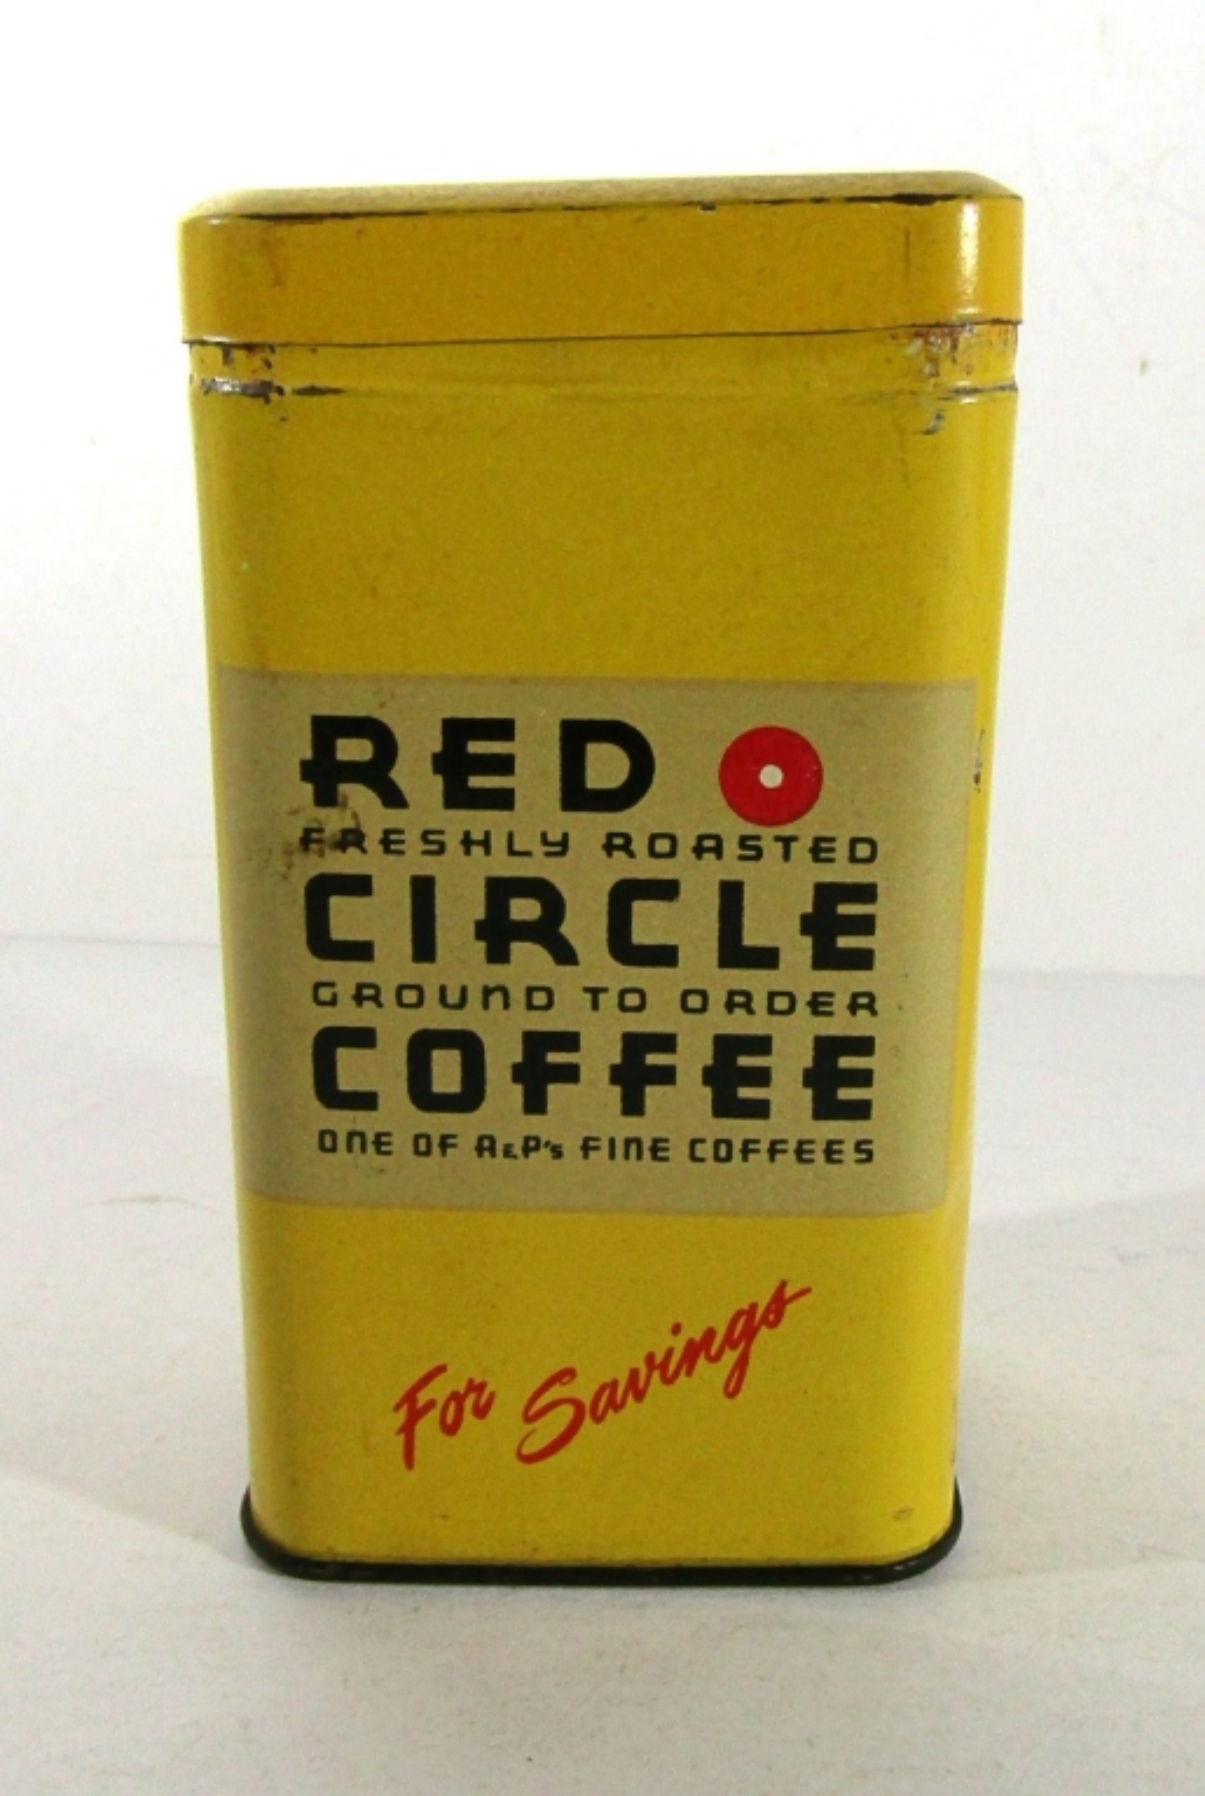 RED
FRESHLY ROASTED
CIRCLE
GROUND TO ORDER
COFFEE
ONE OF A&P's FINE COFFEES
For Savings